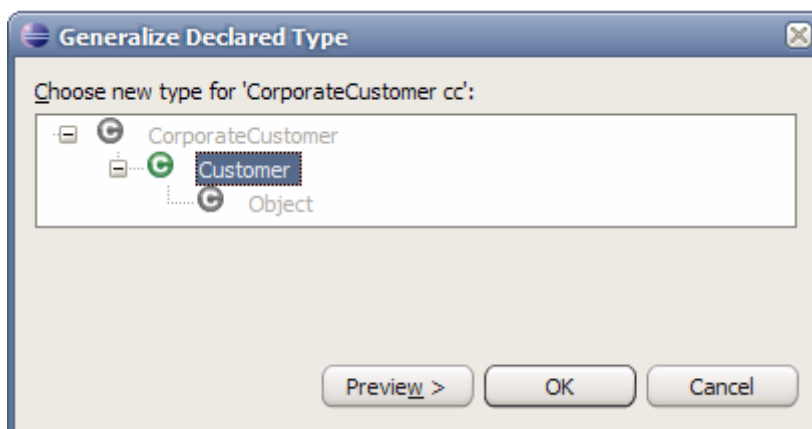 Generalize Declared Type
Choose new type for 'CorporateCustomer cc':
CorporateCustomer
Customer
Object
Preview > OK Cancel